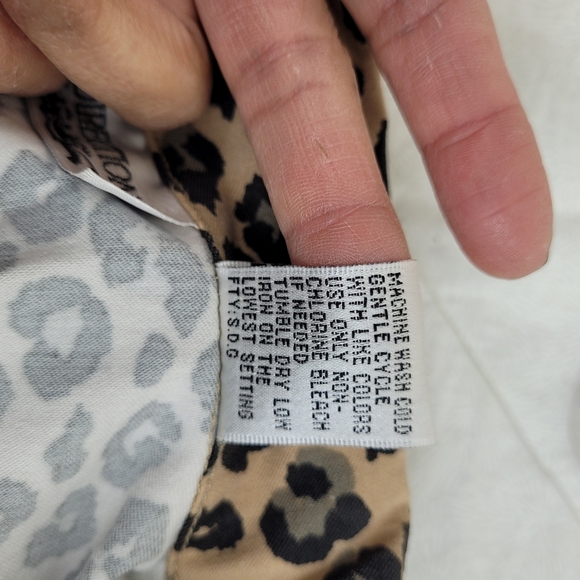 MACHINE WASH COLD
GENTLE CYCLE
WITH LIKE COLORS
USE ONLY NON-
CHLORINE BLEACH
IF NEEDED
TUMBLE DRY LOW
IRON ON THE
LOWEST SETTING
FTY:SDG